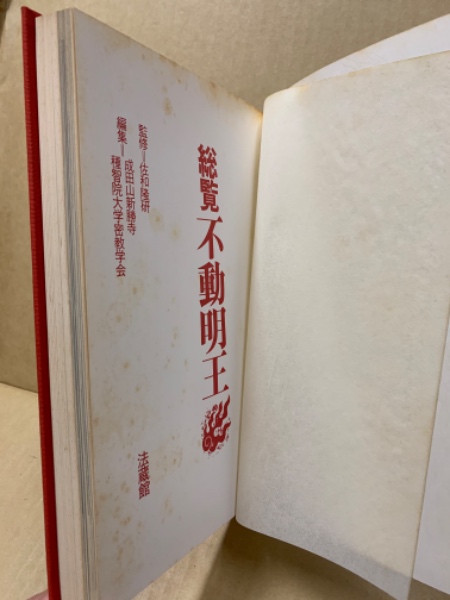 総覧不動明王
監修=佐和隆研
編集=成田山新勝寺
種智院大学密教学会
法蔵館